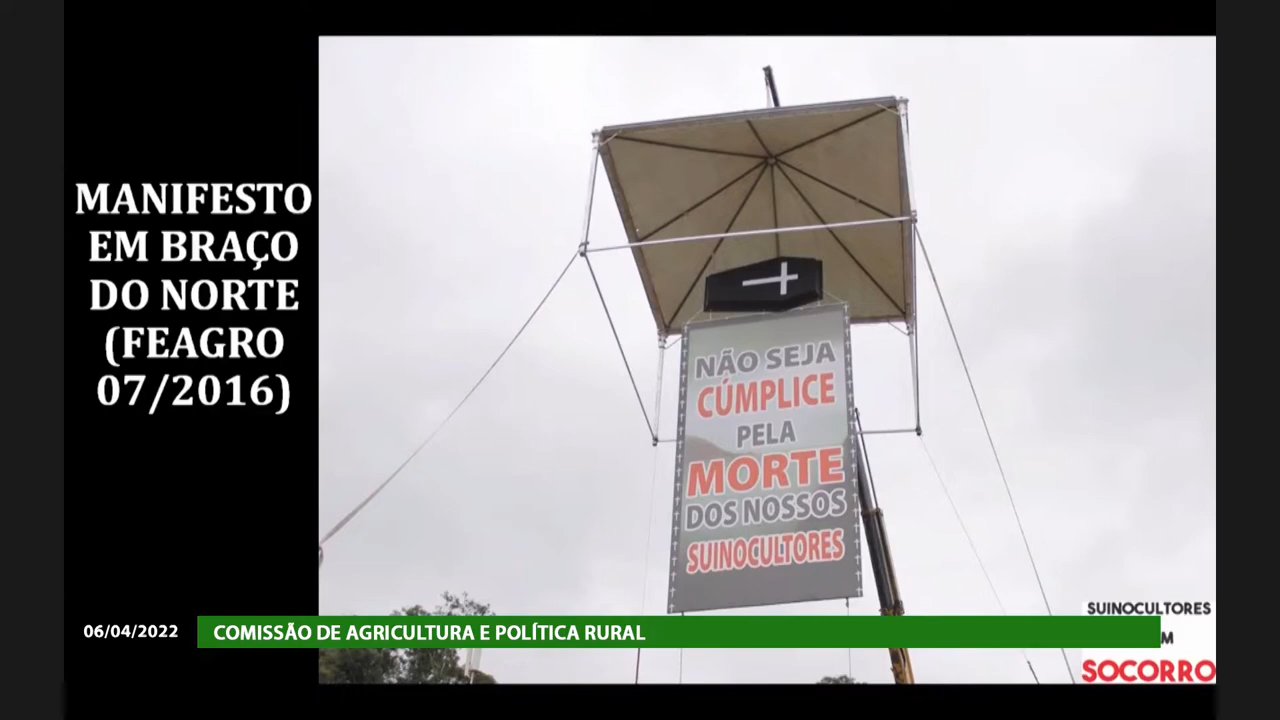 MANIFESTO
EM BRAÇO
DO NORTE
(FEAGRO
07/2016)
NÃO SEJA
CÚMPLICE
PELA
MORTE
DOS NOSSOS
SUINOCULTORES
06/04/2022
COMISSÃO DE AGRICULTURA E POLÍTICA RURAL
SUINOCULTORES
M
SOCORRO